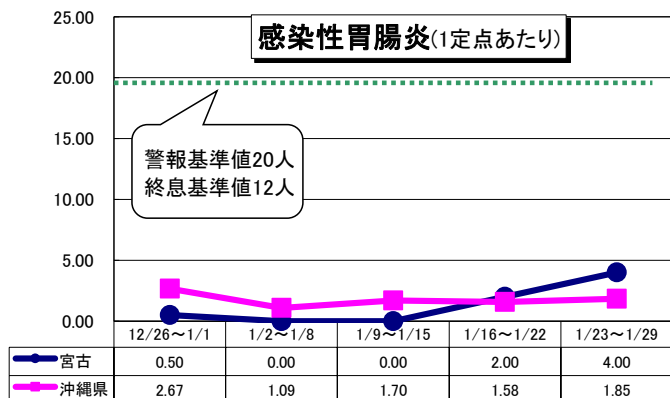 感染性胃腸炎(1定点あたり)
25.00
20.00
15.00
10.00
5.00
0.00
警報基準値20人
終息基準値12人
12/26～1/1 1/2～1/8 1/9～1/15 1/16～1/22 1/23～1/29
宮古 0.50 0.00 0.00 2.00 4.00
沖縄県 2.67 1.09 1.70 1.58 1.85